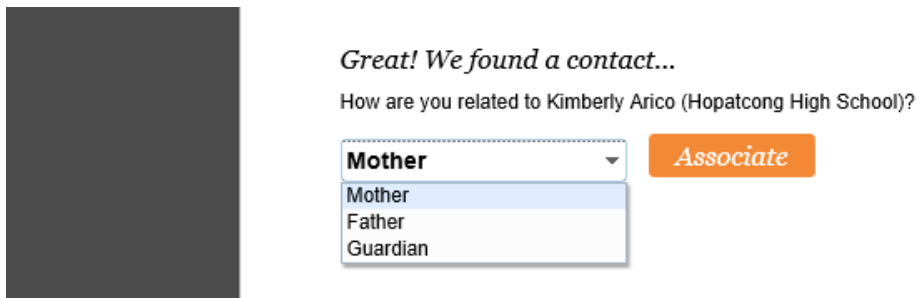 Great! We found a contact...
How are you related to Kimberly Arico (Hopatcong High School)?
Mother
Associate
Mother
Father
Guardian